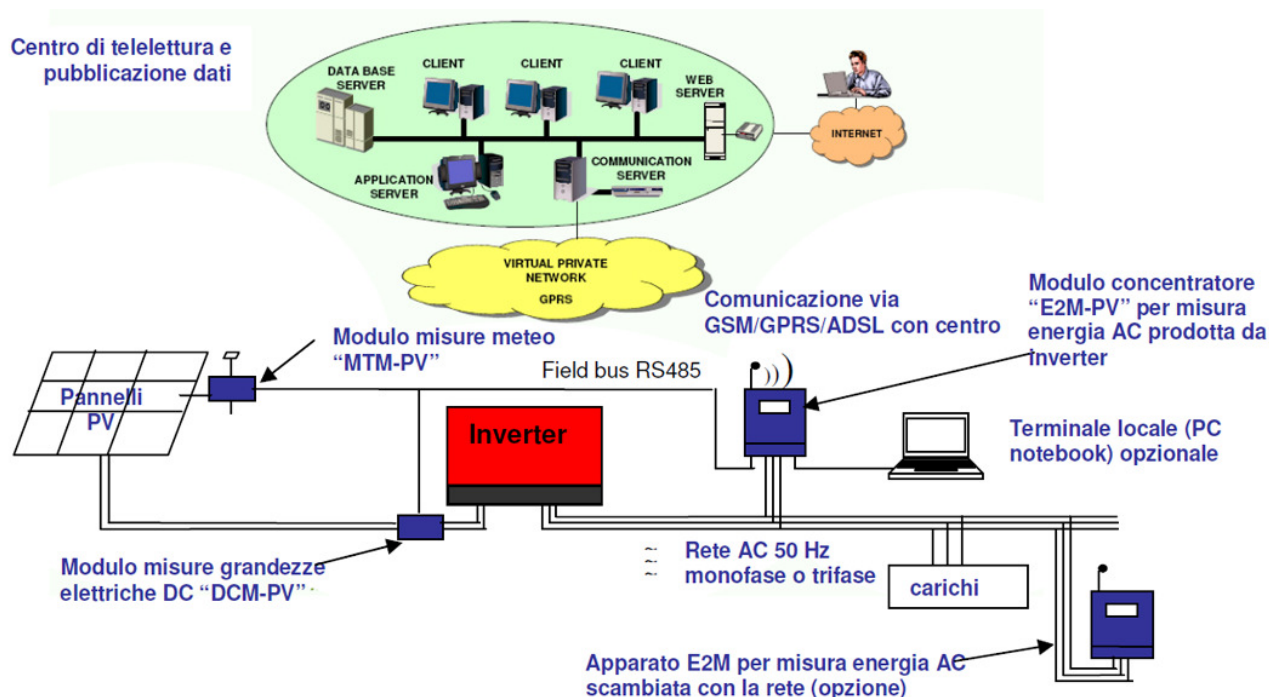 Centro di telelettura e
pubblicazione dati
DATA BASE
SERVER
CLIENT
CLIENT
CLIENT
WEB
SERVER
INTERNET
APPLICATION
SERVER
COMMUNICATION
SERVER
VIRTUAL PRIVATE
NETWORK
GPRS
Comunicazione via
GSM/GPRS/ADSL con centro
Modulo concentratore
“E2M-PV” per misura
energia AC prodotta da
inverter
Modulo misure meteo
“MTM-PV”
Field bus RS485
Pannelli
PV
Inverter
Terminale locale (PC
notebook) opzionale
Modulo misure grandezze
elettriche DC “DCM-PV”
~
~
~
Rete AC 50 Hz
monofase o trifase
carichi
Apparato E2M per misura energia AC
scambiata con la rete (opzione)